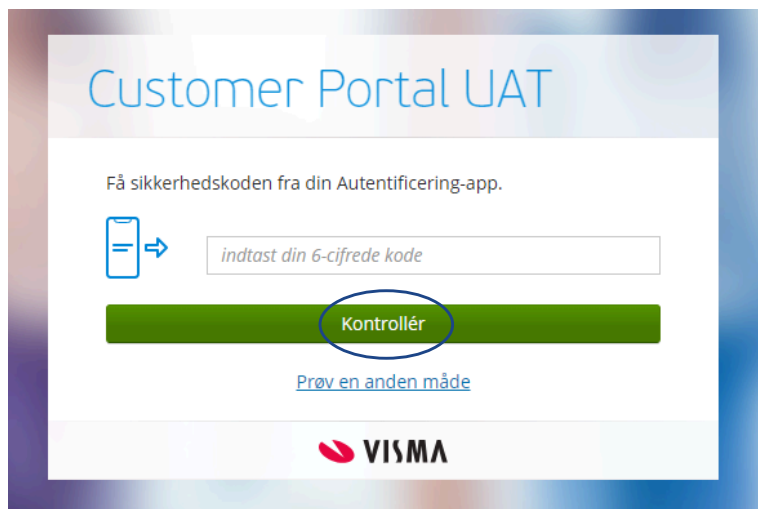 Customer Portal UAT
Få sikkerhedskoden fra din Autentificering-app.
indtast din 6-cifrede kode
Kontrollér
Prøv en anden måde
VISMA